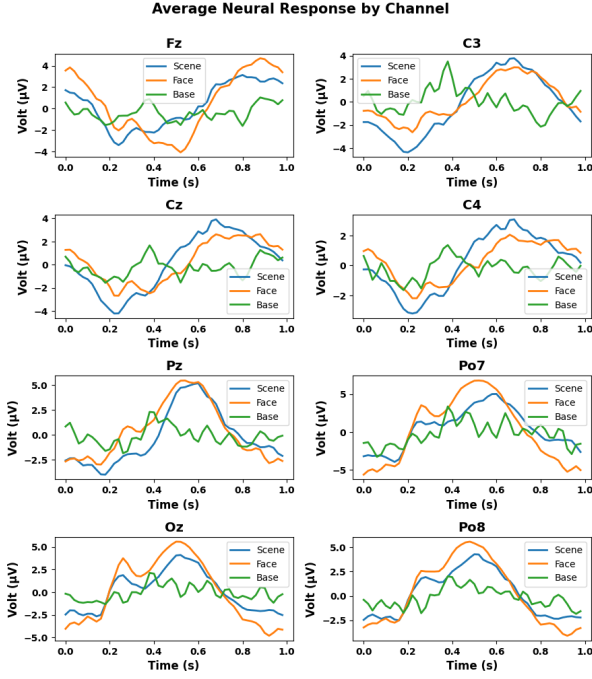 Average Neural Response by Channel
Fz
Volt (μV)
4
2
0
−2
−4
Scene
Face
Base
0.0 0.2 0.4 0.6 0.8 1.0
Time (s)
C3
Volt (μV)
4
2
0
−2
−4
Scene
Face
Base
0.0 0.2 0.4 0.6 0.8 1.0
Time (s)
Cz
Volt (μV)
4
2
0
−2
−4
Scene
Face
Base
0.0 0.2 0.4 0.6 0.8 1.0
Time (s)
C4
Volt (μV)
2
0
−2
Scene
Face
Base
0.0 0.2 0.4 0.6 0.8 1.0
Time (s)
Pz
Volt (μV)
5.0
2.5
0.0
−2.5
Scene
Face
Base
0.0 0.2 0.4 0.6 0.8 1.0
Time (s)
Po7
Volt (μV)
5
0
−5
Scene
Face
Base
0.0 0.2 0.4 0.6 0.8 1.0
Time (s)
Oz
Volt (μV)
5.0
2.5
0.0
−2.5
−5.0
Scene
Face
Base
0.0 0.2 0.4 0.6 0.8 1.0
Time (s)
Po8
Volt (μV)
5.0
2.5
0.0
−2.5
Scene
Face
Base
0.0 0.2 0.4 0.6 0.8 1.0
Time (s)